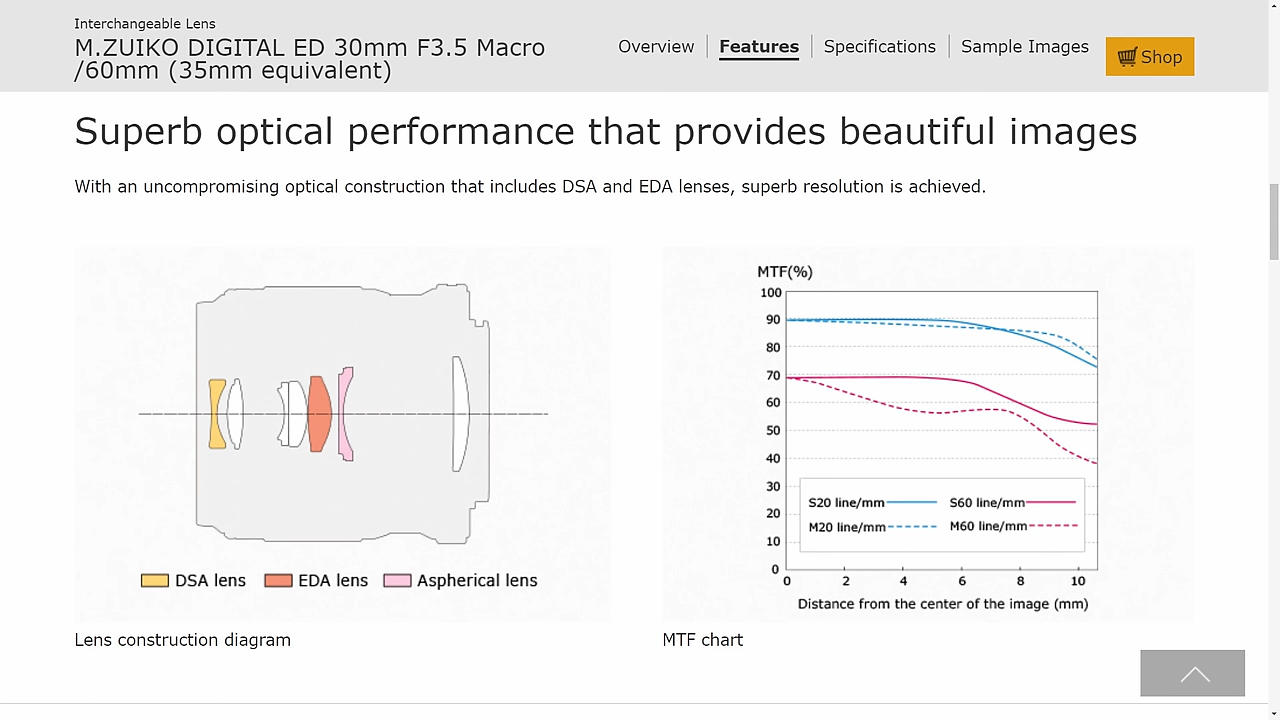 Interchangeable Lens
M.ZUIKO DIGITAL ED 30mm F3.5 Macro
/60mm (35mm equivalent)
Overview
Features
Specifications
Sample Images
Shop
Superb optical performance that provides beautiful images
With an uncompromising optical construction that includes DSA and EDA lenses, superb resolution is achieved.
DSA lens
EDA lens
Aspherical lens
Lens construction diagram
MTF(%)
100
90
80
70
60
50
40
30
20
10
0
S20 line/mm
S60 line/mm
M20 line/mm
M60 line/mm
0 2 4 6 8 10
Distance from the center of the image (mm)
MTF chart